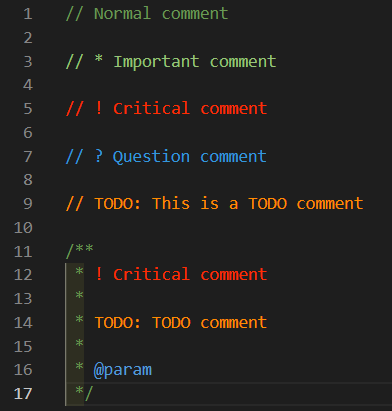 1 // Normal comment
2
3 // * Important comment
4
5 // ! Critical comment
6
7 // ? Question comment
8
9 // TODO: This is a TODO comment
10
11 /**
12 * ! Critical comment
13 *
14 * TODO: TODO comment
15 *
16 * @param
17 */